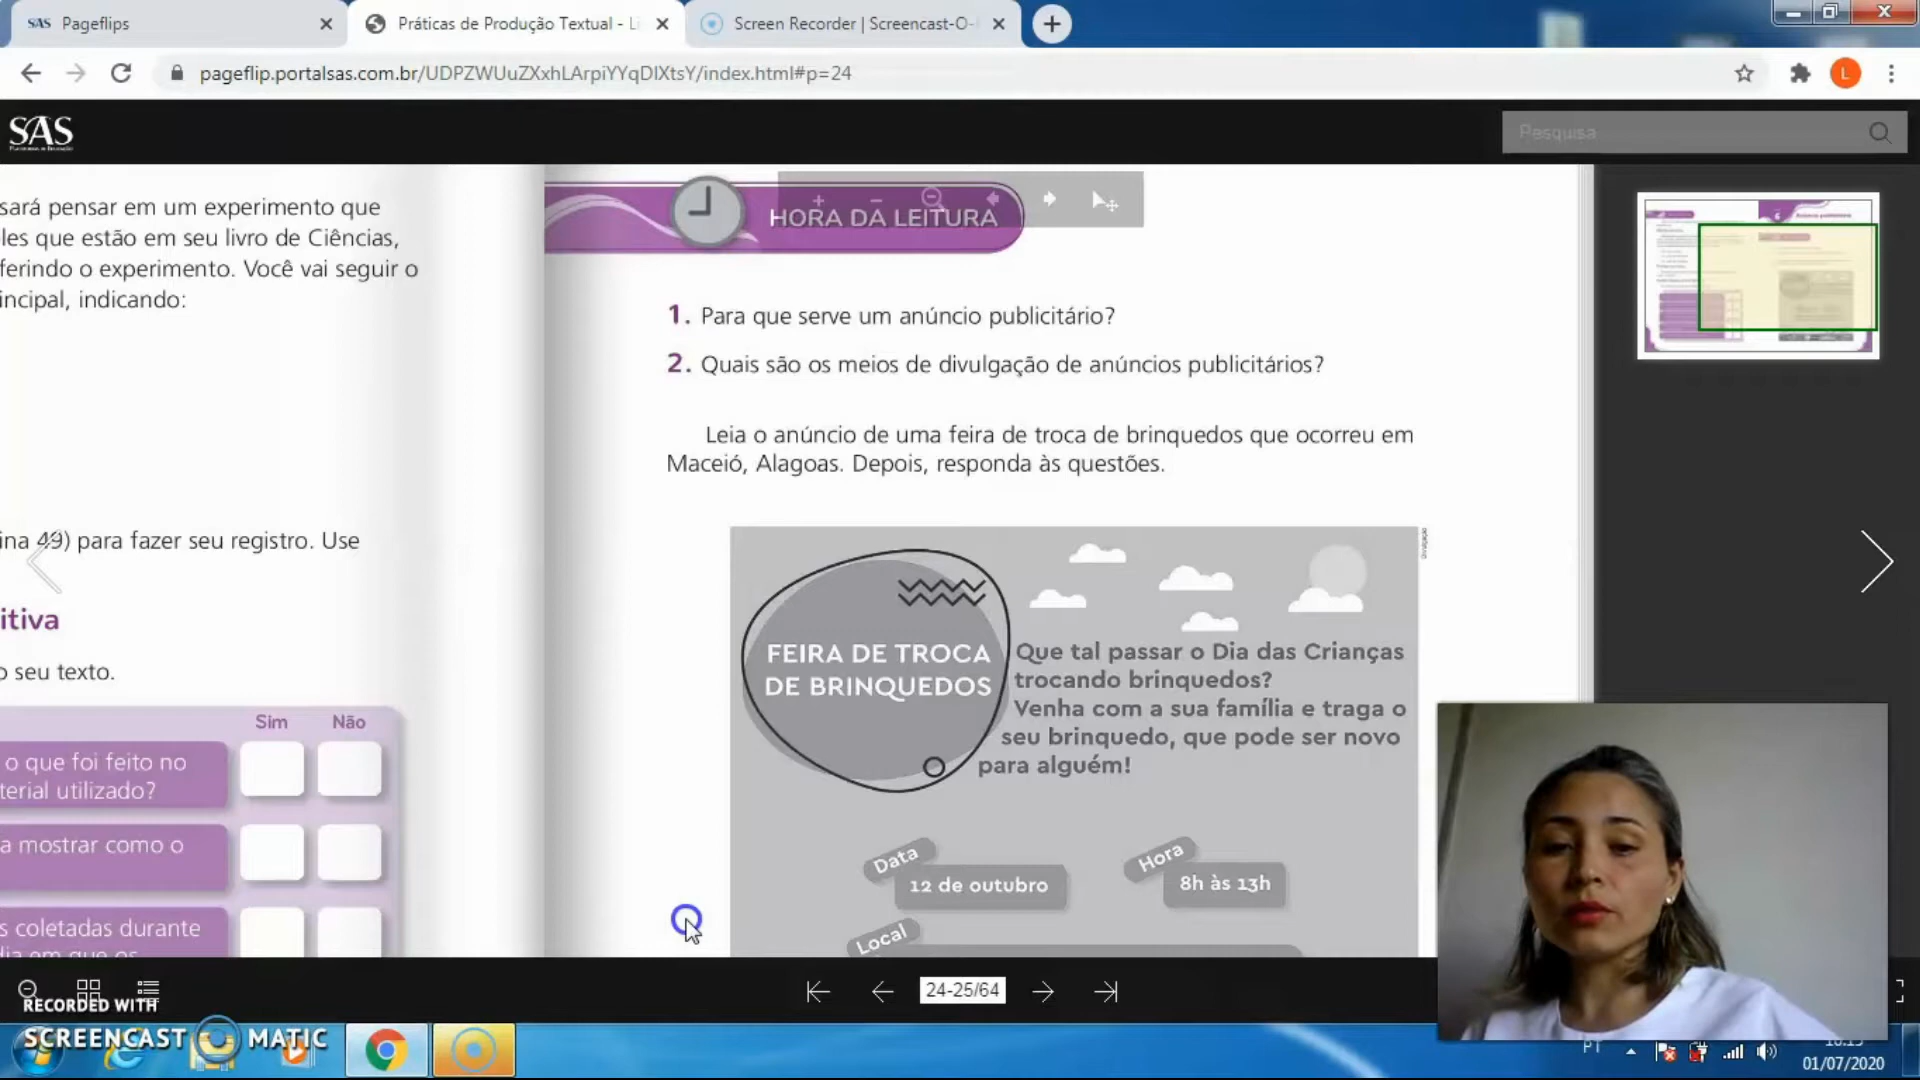 SAS Pageflips
Práticas de Produção Textual - Li
Screen Recorder | Screencast-O-
pageflip.portalsas.com.br/UDPZWUuZXxhLArpiYYqDIXtsY/index.html#p=24
L
SAS
Pesquisa
sará pensar em um experimento que
les que estão em seu livro de Ciências,
ferindo o experimento. Você vai seguir o
incipal, indicando:
ina 49) para fazer seu registro. Use
itiva
o seu texto.
Sim Não
o que foi feito no
terial utilizado?
a mostrar como o
s coletadas durante
dia em que os
HORA DA LEITURA
1. Para que serve um anúncio publicitário?
2. Quais são os meios de divulgação de anúncios publicitários?
Leia o anúncio de uma feira de troca de brinquedos que ocorreu em
Maceió, Alagoas. Depois, responda às questões.
Divulgação
FEIRA DE TROCA
DE BRINQUEDOS
Que tal passar o Dia das Crianças
trocando brinquedos?
Venha com a sua família e traga o
seu brinquedo, que pode ser novo
para alguém!
Data
12 de outubro
Hora
8h às 13h
Local
24-25/64
RECORDED WITH
SCREENCAST MATIC
PT
01/07/2020